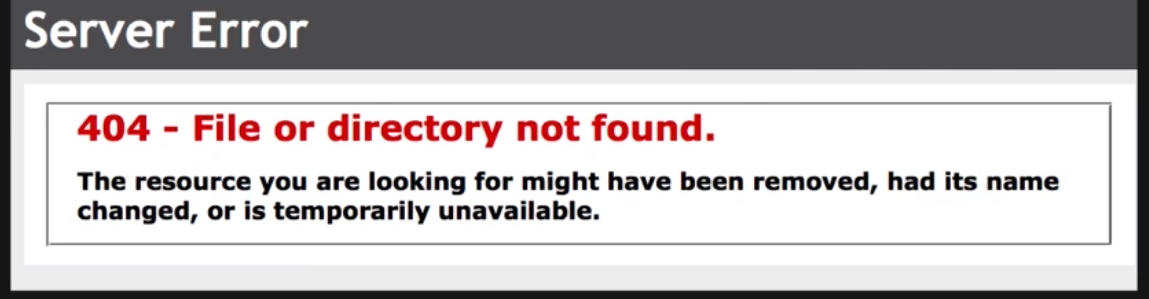 Server Error
404 - File or directory not found.
The resource you are looking for might have been removed, had its name
changed, or is temporarily unavailable.